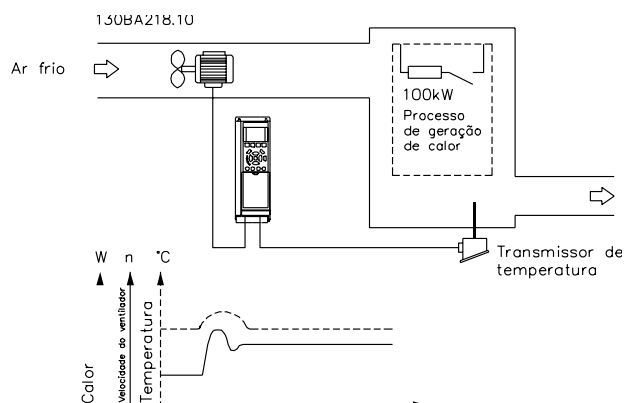 130BA218.10
Ar frio
100kW
Processo
de geração
de calor
Transmissor de
temperatura
W n °C
Calor
Velocidade do ventilador
Temperatura